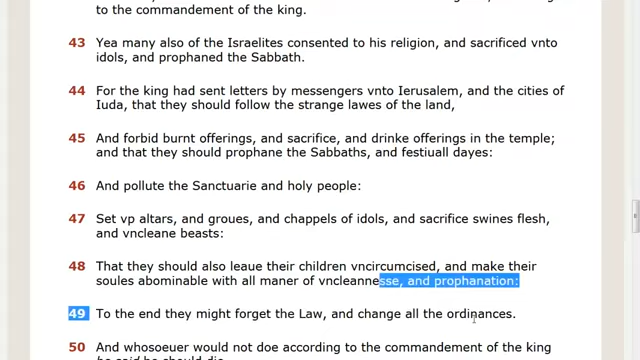 to the commandement of the king.
43 Yea many also of the Israelites consented to his religion, and sacrificed vnto
idols, and prophaned the Sabbath.
44 For the king had sent letters by messengers vnto Ierusalem, and the cities of
Iuda, that they should follow the strange lawes of the land,
45 And forbid burnt offerings, and sacrifice, and drinke offerings in the temple;
and that they should prophane the Sabbaths, and festiuall dayes:
46 And pollute the Sanctuarie and holy people:
47 Set vp altars, and groues, and chappels of idols, and sacrifice swines flesh,
and vncleane beasts:
48 That they should also leaue their children vncircumcised, and make their
soules abominable with all maner of vncleannesse, and prophanation:
49 To the end they might forget the Law, and change all the ordinances.
50 And whosoeuer would not doe according to the commandement of the king
he said he should die